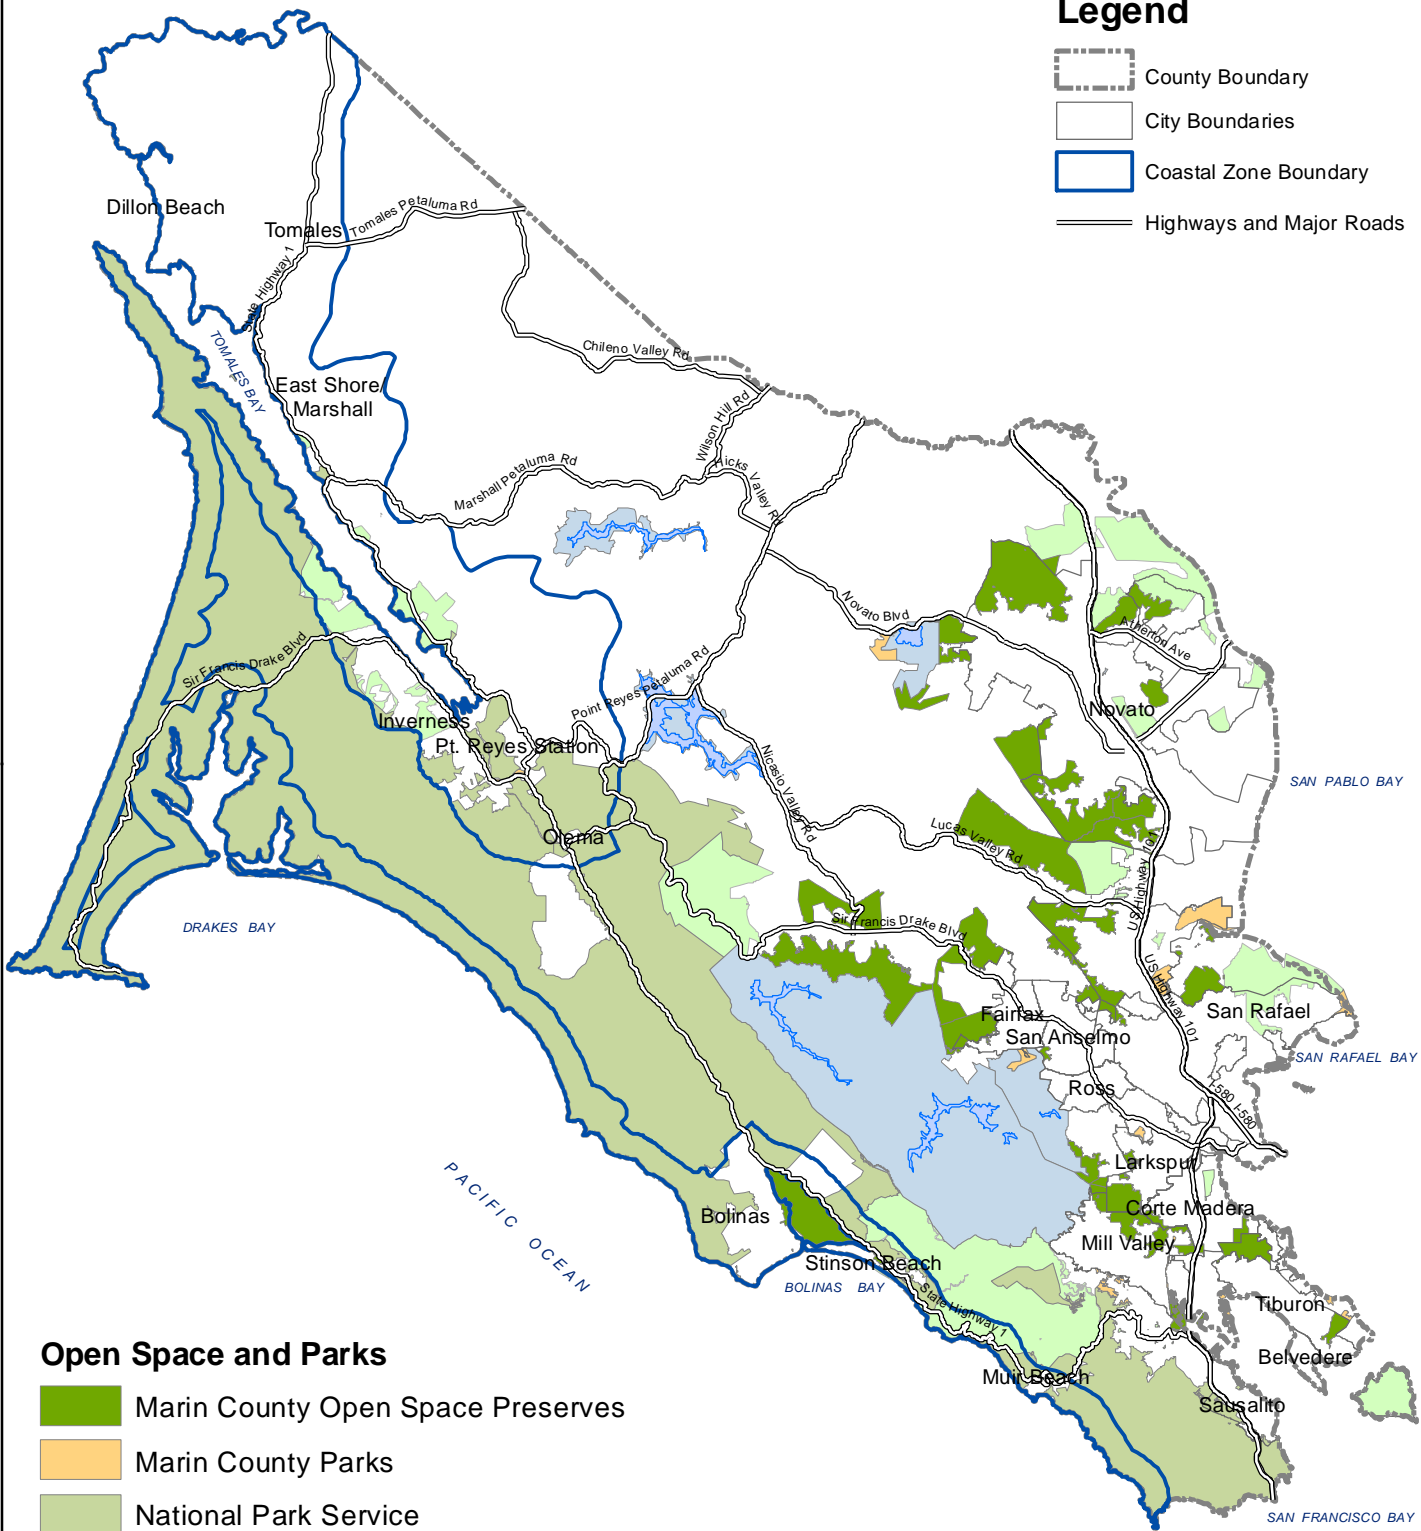 Legend
County Boundary
City Boundaries
Coastal Zone Boundary
Highways and Major Roads
Dillon Beach
Tomales
Tomales Petaluma Rd
State Highway 1
TOMALES BAY
Chileno Valley Rd
East Shore/
Marshall
Wilson Hill Rd
Hicks Valley Rd
Marshall Petaluma Rd
Novato Blvd
Atherton Ave
Sir Francis Drake Blvd
Point Reyes Petaluma Rd
Inverness
Novato
Pt. Reyes Station
Nicasio Valley Rd
SAN PABLO BAY
Olema
Lucas Valley Rd
US Highway 101
DRAKES BAY
Sir Francis Drake Blvd
US Highway 101
Fairfax
San Rafael
San Anselmo
SAN RAFAEL BAY
Ross
I-580 I-580
Larkspur
PACIFIC OCEAN
Bolinas
Corte Madera
Mill Valley
Stinson Beach
BOLINAS BAY
State Highway 1
Tiburon
Belvedere
Muir Beach
Sausalito
Open Space and Parks
Marin County Open Space Preserves
Marin County Parks
National Park Service
SAN FRANCISCO BAY